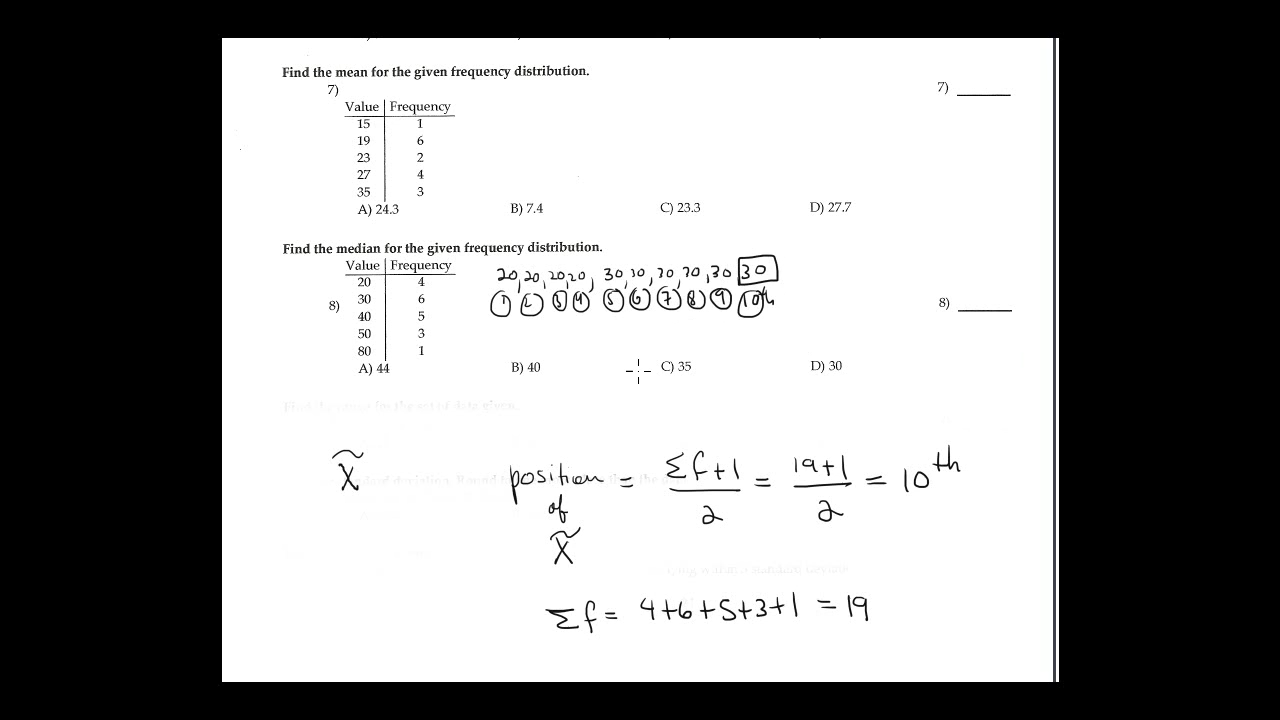 Find the mean for the given frequency distribution.
7)
7)
Value Frequency
15 1
19 6
23 2
27 4
35 3
A) 24.3 B) 7.4 C) 23.3 D) 27.7
Find the median for the given frequency distribution.
Value Frequency
20 4
30 6
8)
40 5
50 3
80 1
8)
20, 20, 20, 20, 30, 30, 30, 30, 30 30
1 2 3 4 5 6 7 8 9 10th
A) 44 B) 40 C) 35 D) 30
x̃ position of x̃ = Σf+1/2 = 19+1/2 = 10th
Σf = 4+6+5+3+1 = 19